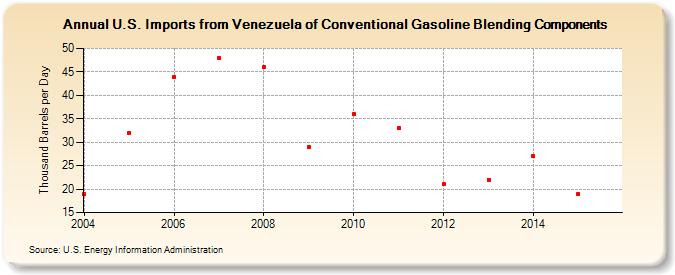 Annual U.S. Imports from Venezuela of Conventional Gasoline Blending Components
Thousand Barrels per Day
50
45
40
35
30
25
20
15
2004 2006 2008 2010 2012 2014
Source: U.S. Energy Information Administration